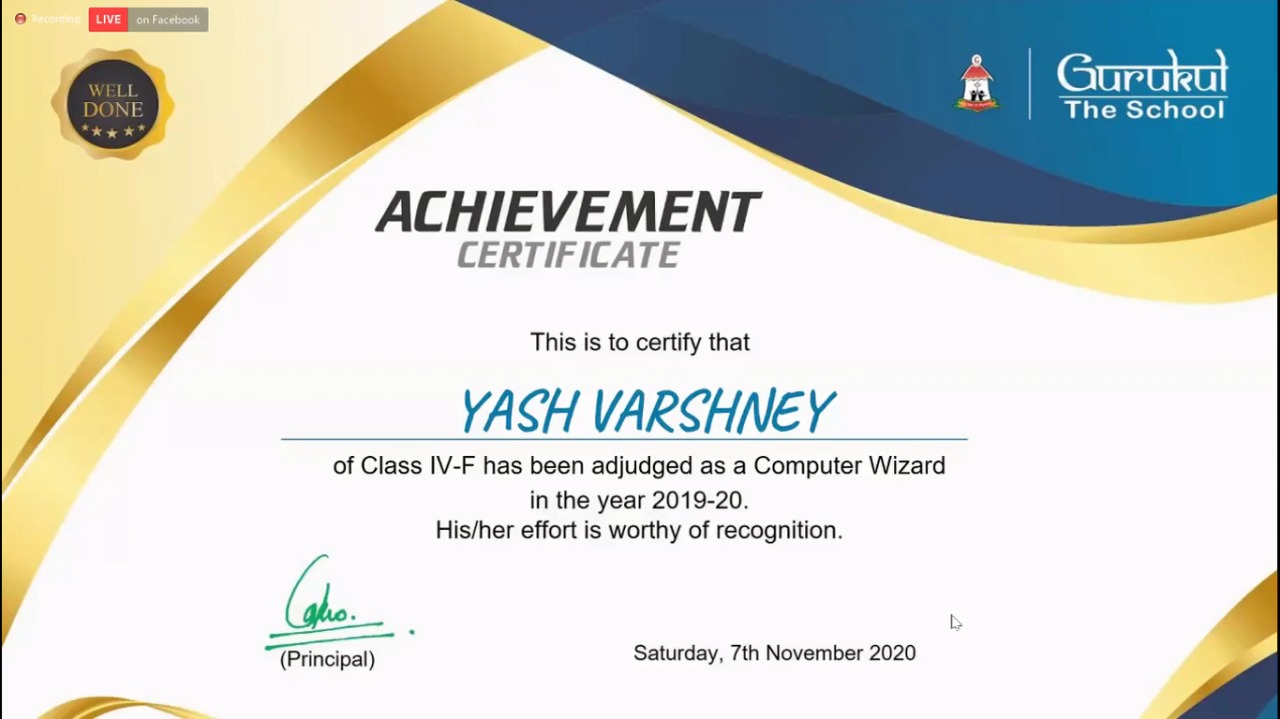 Recording
LIVE on Facebook
WELL
DONE
Gurukul
The School
ACHIEVEMENT
CERTIFICATE
This is to certify that
YASH VARSHNEY
of Class IV-F has been adjudged as a Computer Wizard
in the year 2019-20.
His/her effort is worthy of recognition.
(Principal)
Saturday, 7th November 2020